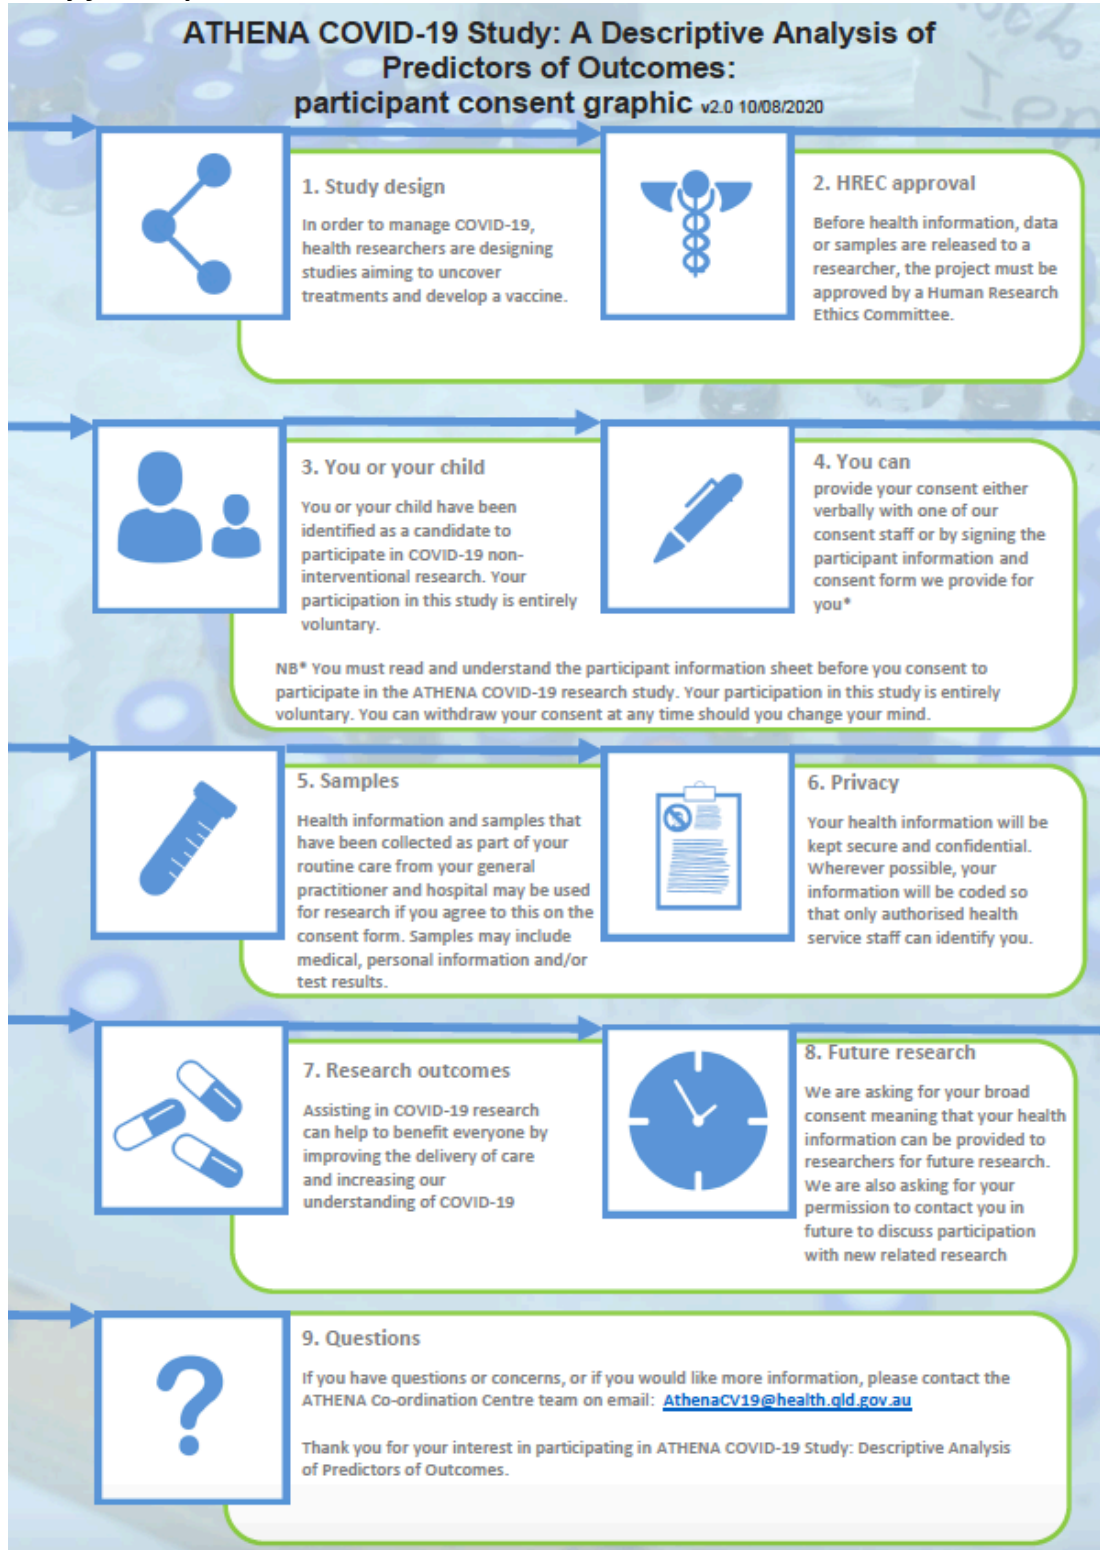 ATHENA COVID-19 Study: A Descriptive Analysis of
Predictors of Outcomes:
participant consent graphic v2.0 10/08/2020
1. Study design
In order to manage COVID-19,
health researchers are designing
studies aiming to uncover
treatments and develop a vaccine.
2. HREC approval
Before health information, data
or samples are released to a
researcher, the project must be
approved by a Human Research
Ethics Committee.
3. You or your child
You or your child have been
identified as a candidate to
participate in COVID-19 non-
interventional research. Your
participation in this study is entirely
voluntary.
4. You can
provide your consent either
verbally with one of our
consent staff or by signing the
participant information and
consent form we provide for
you*
NB* You must read and understand the participant information sheet before you consent to
participate in the ATHENA COVID-19 research study. Your participation in this study is entirely
voluntary. You can withdraw your consent at any time should you change your mind.
5. Samples
Health information and samples that
have been collected as part of your
routine care from your general
practitioner and hospital may be used
for research if you agree to this on the
consent form. Samples may include
medical, personal information and/or
test results.
6. Privacy
Your health information will be
kept secure and confidential.
Wherever possible, your
information will be coded so
that only authorised health
service staff can identify you.
7. Research outcomes
Assisting in COVID-19 research
can help to benefit everyone by
improving the delivery of care
and increasing our
understanding of COVID-19
8. Future research
We are asking for your broad
consent meaning that your health
information can be provided to
researchers for future research.
We are also asking for your
permission to contact you in
future to discuss participation
with new related research
9. Questions
If you have questions or concerns, or if you would like more information, please contact the
ATHENA Co-ordination Centre team on email: AthenaCV19@health.qld.gov.au
Thank you for your interest in participating in ATHENA COVID-19 Study: Descriptive Analysis
of Predictors of Outcomes.